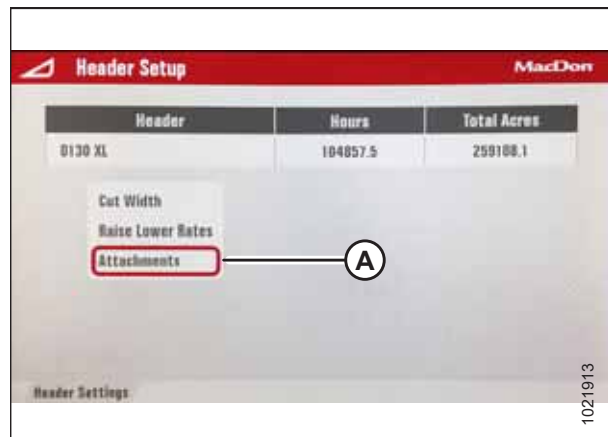 Header Setup MacDon
Header Hours Total Acres
D130 XL 104857.5 259108.1
Cut Width
Raise Lower Rates
Attachments
A
Header Settings
1021913